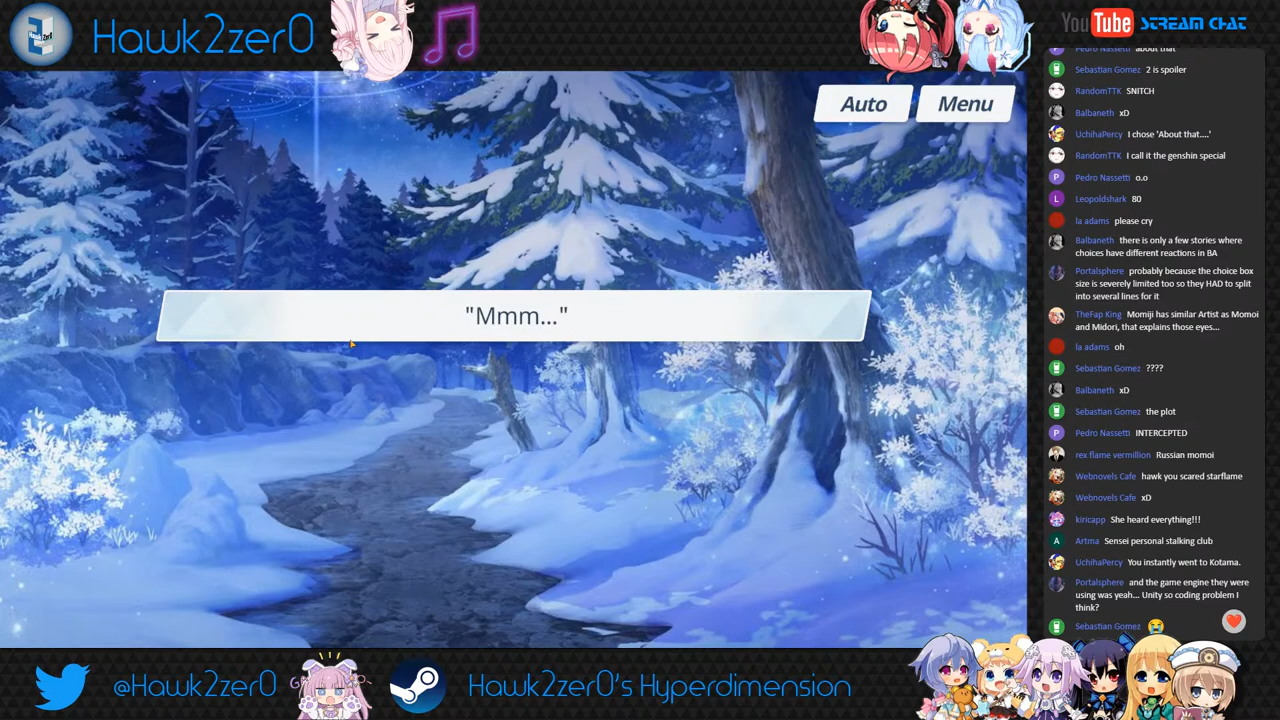 Hawk2zer0
You Tube STREAM CHAT
Auto
Menu
"Mmm..."
Pedro Nassetti about that
Sebastian Gomez 2 is spoiler
RandomTTK SNITCH
Balbaneth xD
UchihaPercy I chose 'About that....'
RandomTTK I call it the genshin special
Pedro Nassetti o.o
Leopoldshark 80
la adams please cry
Balbaneth there is only a few stories where
choices have different reactions in BA
Portalsphere probably because the choice box
size is severely limited too so they HAD to split
into several lines for it
TheFap King Momiji has similar Artist as Momoi
and Midori, that explains those eyes...
la adams oh
Sebastian Gomez ????
Balbaneth xD
Sebastian Gomez the plot
Pedro Nassetti INTERCEPTED
rex flame vermillion Russian momoi
Webnovels Cafe hawk you scared starflame
Webnovels Cafe xD
kiricapp She heard everything!!!
Artma Sensei personal stalking club
UchihaPercy You instantly went to Kotama.
Portalsphere and the game engine they were
using was yeah... Unity so coding problem I
think?
Sebastian Gomez 😭
@Hawk2zer0
Hawk2zer0's Hyperdimension